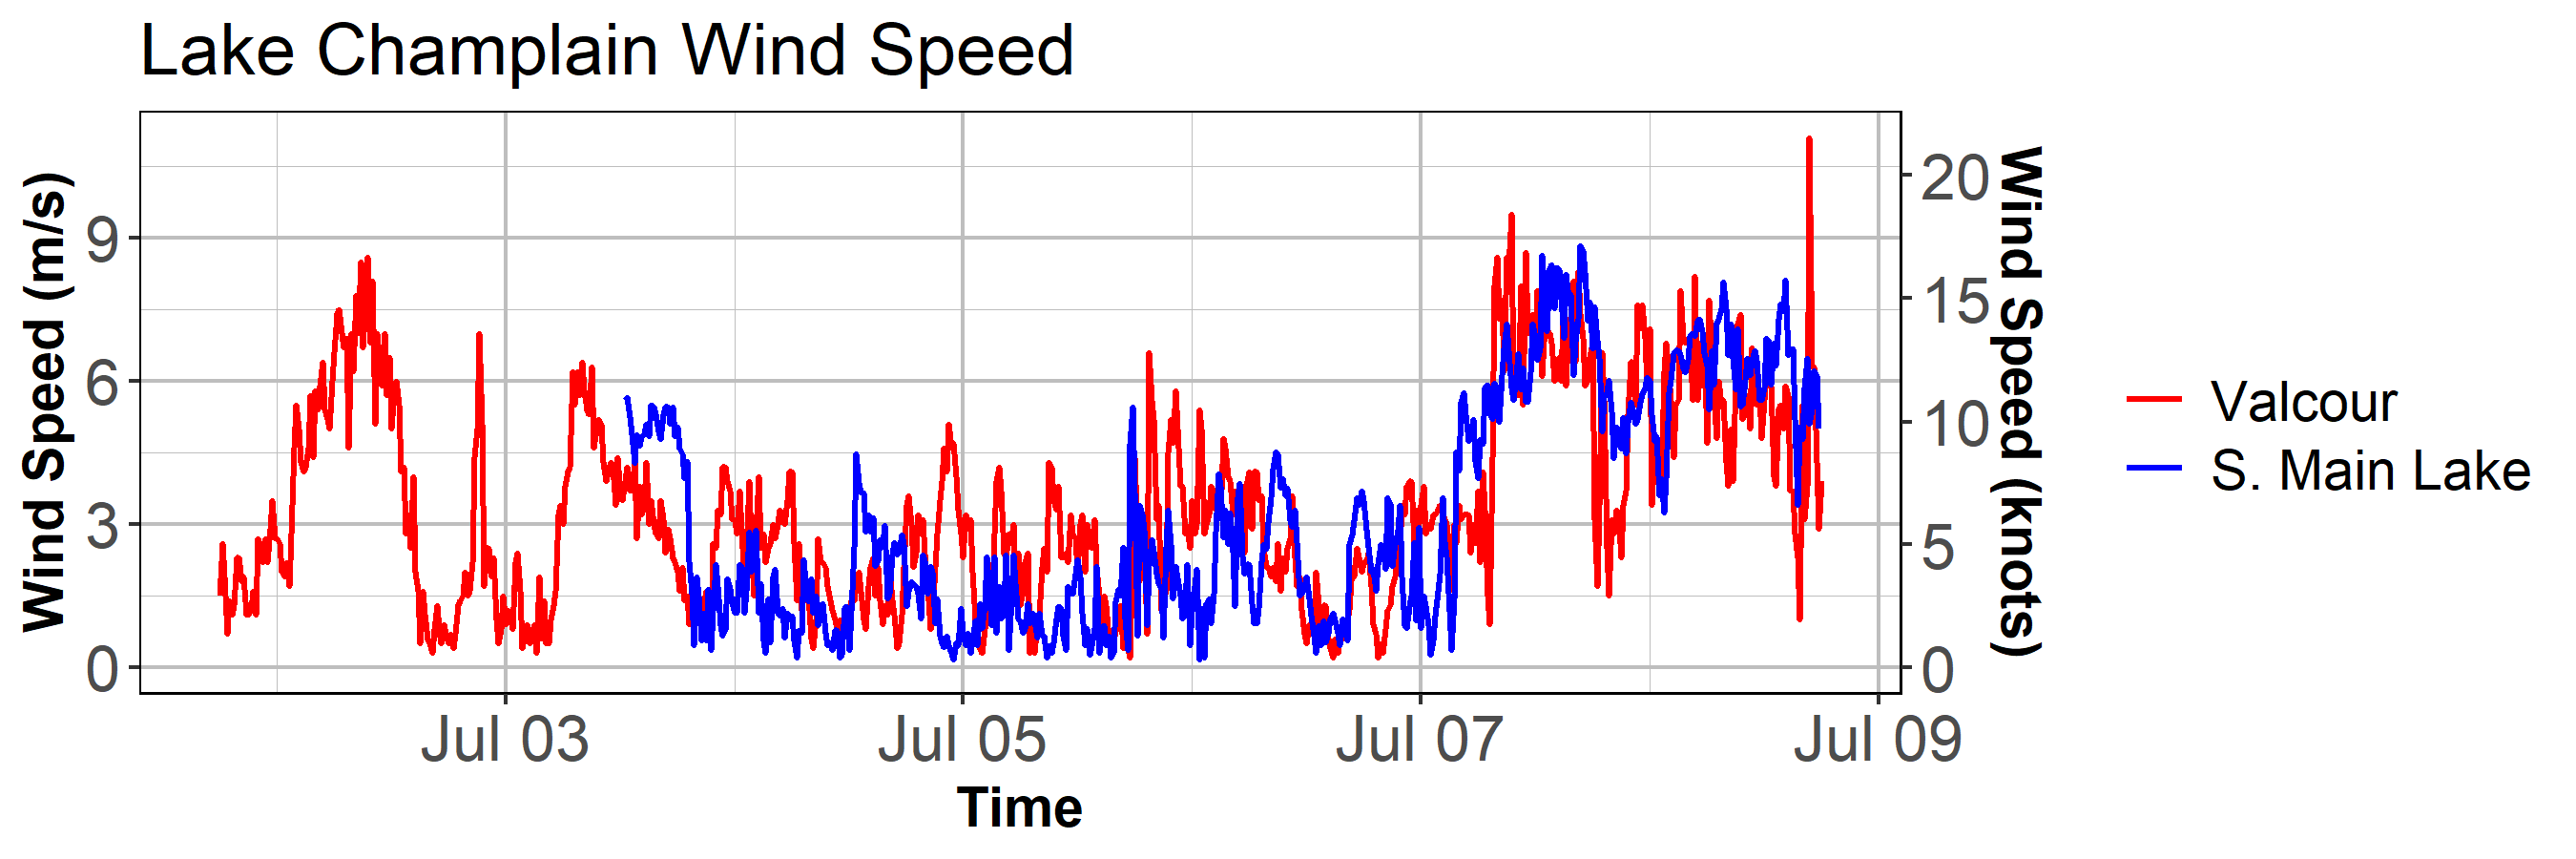 Lake Champlain Wind Speed
Wind Speed (m/s)
9
6
3
0
20
15
10
5
0
Wind Speed (knots)
Jul 03
Jul 05
Jul 07
Jul 09
Time
Valcour
S. Main Lake